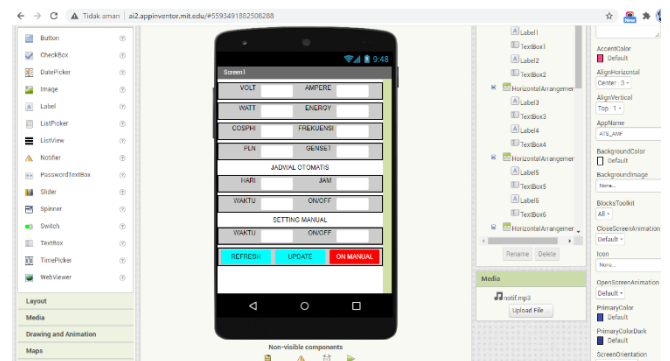 Tidak aman | ai2.appinventor.mit.edu/#5593491882508288
Button
CheckBox
DatePicker
Image
Label
ListPicker
ListView
Notifier
PasswordTextBox
Slider
Spinner
Switch
TextBox
TimePicker
WebViewer
Layout
Media
Drawing and Animation
Maps
9:48
Screen1
VOLT AMPERE
WATT ENERGY
COSPHI FREKUENSI
PLN GENSET
JADWAL OTOMATIS
HARI JAM
WAKTU ON/OFF
SETTING MANUAL
WAKTU ON/OFF
REFRESH UPDATE ON MANUAL
Non-visible components
Label1
TextBox1
Label2
TextBox2
HorizontalArrangemer
Label3
TextBox3
Label4
TextBox4
HorizontalArrangemer
Label5
TextBox5
Label6
TextBox6
HorizontalArrangemer
Rename Delete
Media
notif.mp3
Upload File ...
AccentColor
Default
AlignHorizontal
Center : 3
AlignVertical
Top : 1
AppName
ATS_AMF
BackgroundColor
Default
BackgroundImage
None...
BlocksToolkit
All
CloseScreenAnimation
Default
Icon
None...
OpenScreenAnimation
Default
PrimaryColor
Default
PrimaryColorDark
Default
ScreenOrientation